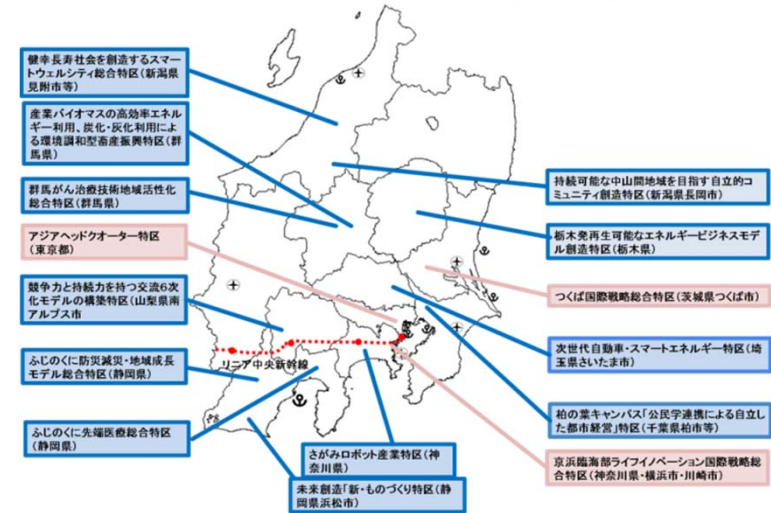 健幸長寿社会を創造するスマー
トウェルシティ総合特区(新潟県
見附市等)
産業バイオマスの高効率エネル
ギー利用、炭化・灰化利用によ
る環境調和型畜産振興特区(群
馬県)
群馬がん治療技術地域活性化
総合特区(群馬県)
アジアヘッドクオーター特区
(東京都)
競争力と持続力を持つ交流6次
化モデルの構築特区(山梨県南
アルプス市
ふじのくに防災減災・地域成長
モデル総合特区(静岡県)
ふじのくに先端医療総合特区
(静岡県)
リニア中央新幹線
さがみロボット産業特区(神
奈川県)
未来創造「新・ものづくり特区(静
岡県浜松市)
持続可能な中山間地域を目指す自立的コ
ミュニティ創造特区(新潟県長岡市)
栃木発再生可能なエネルギービジネスモデ
ル創造特区(栃木県)
つくば国際戦略総合特区(茨城県つくば市)
次世代自動車・スマートエネルギー特区(埼
玉県さいたま市)
柏の葉キャンパス「公民学連携による自立し
た都市経営」特区(千葉県柏市等)
京浜臨海部ライフイノベーション国際戦略総
合特区(神奈川県・横浜市・川崎市)